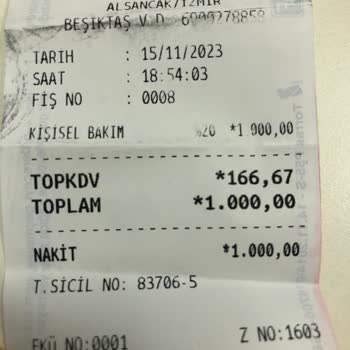 ALSANCAK/İZMİR
BEŞİKTAŞ V.D. 6090278859
TARIH : 15/11/2023
SAAT : 18:54:03
FİŞ NO : 0008
KİŞİSEL BAKIM %20 *1.000,00
TOPKDV *166,67
TOPLAM *1.000,00
NAKİT *1.000,00
T.SİCİL NO: 83706-5
EKÜ NO:0001 Z NO:1603